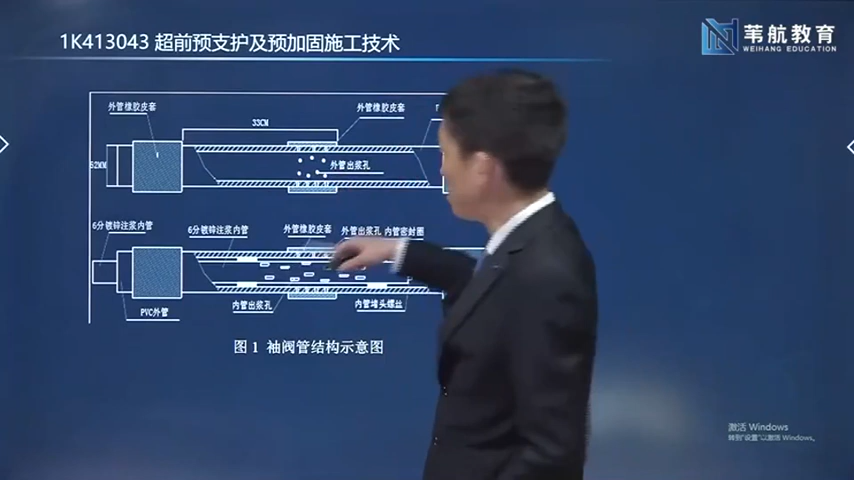 1K413043 超前预支护及预加固施工技术
苇航教育
WEIHANG EDUCATION
外管橡胶皮套
33CM
外管橡胶皮套
52MM
外管出浆孔
6分镀锌注浆内管
6分镀锌注浆内管
外管橡胶皮套
外管出浆孔
内管密封圈
PVC外管
内管出浆孔
内管堵头螺丝
图1 袖阀管结构示意图
激活 Windows
转到"设置"以激活 Windows。